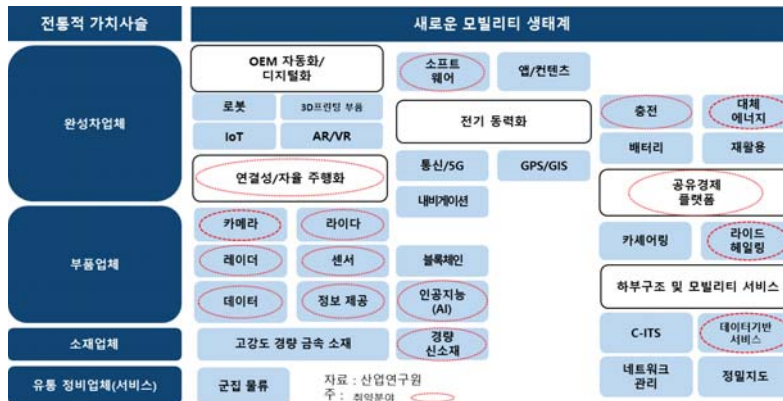 전통적 가치사슬
새로운 모빌리티 생태계
완성차업체
부품업체
소재업체
유통 정비업체(서비스)
OEM 자동화/
디지털화
로봇
3D프린팅 부품
IoT
AR/VR
연결성/자율 주행화
카메라
라이다
레이더
센서
데이터
정보 제공
고강도 경량 금속 소재
군집 물류
소프트
웨어
앱/컨텐츠
전기 동력화
통신/5G
GPS/GIS
내비게이션
블록체인
인공지능
(AI)
경량
신소재
충전
대체
에너지
배터리
재활용
공유경제
플랫폼
카셰어링
라이드
헤일링
하부구조 및 모빌리티 서비스
C-ITS
데이터기반
서비스
네트워크
관리
정밀지도
자료 : 산업연구원
주 : 취약분야